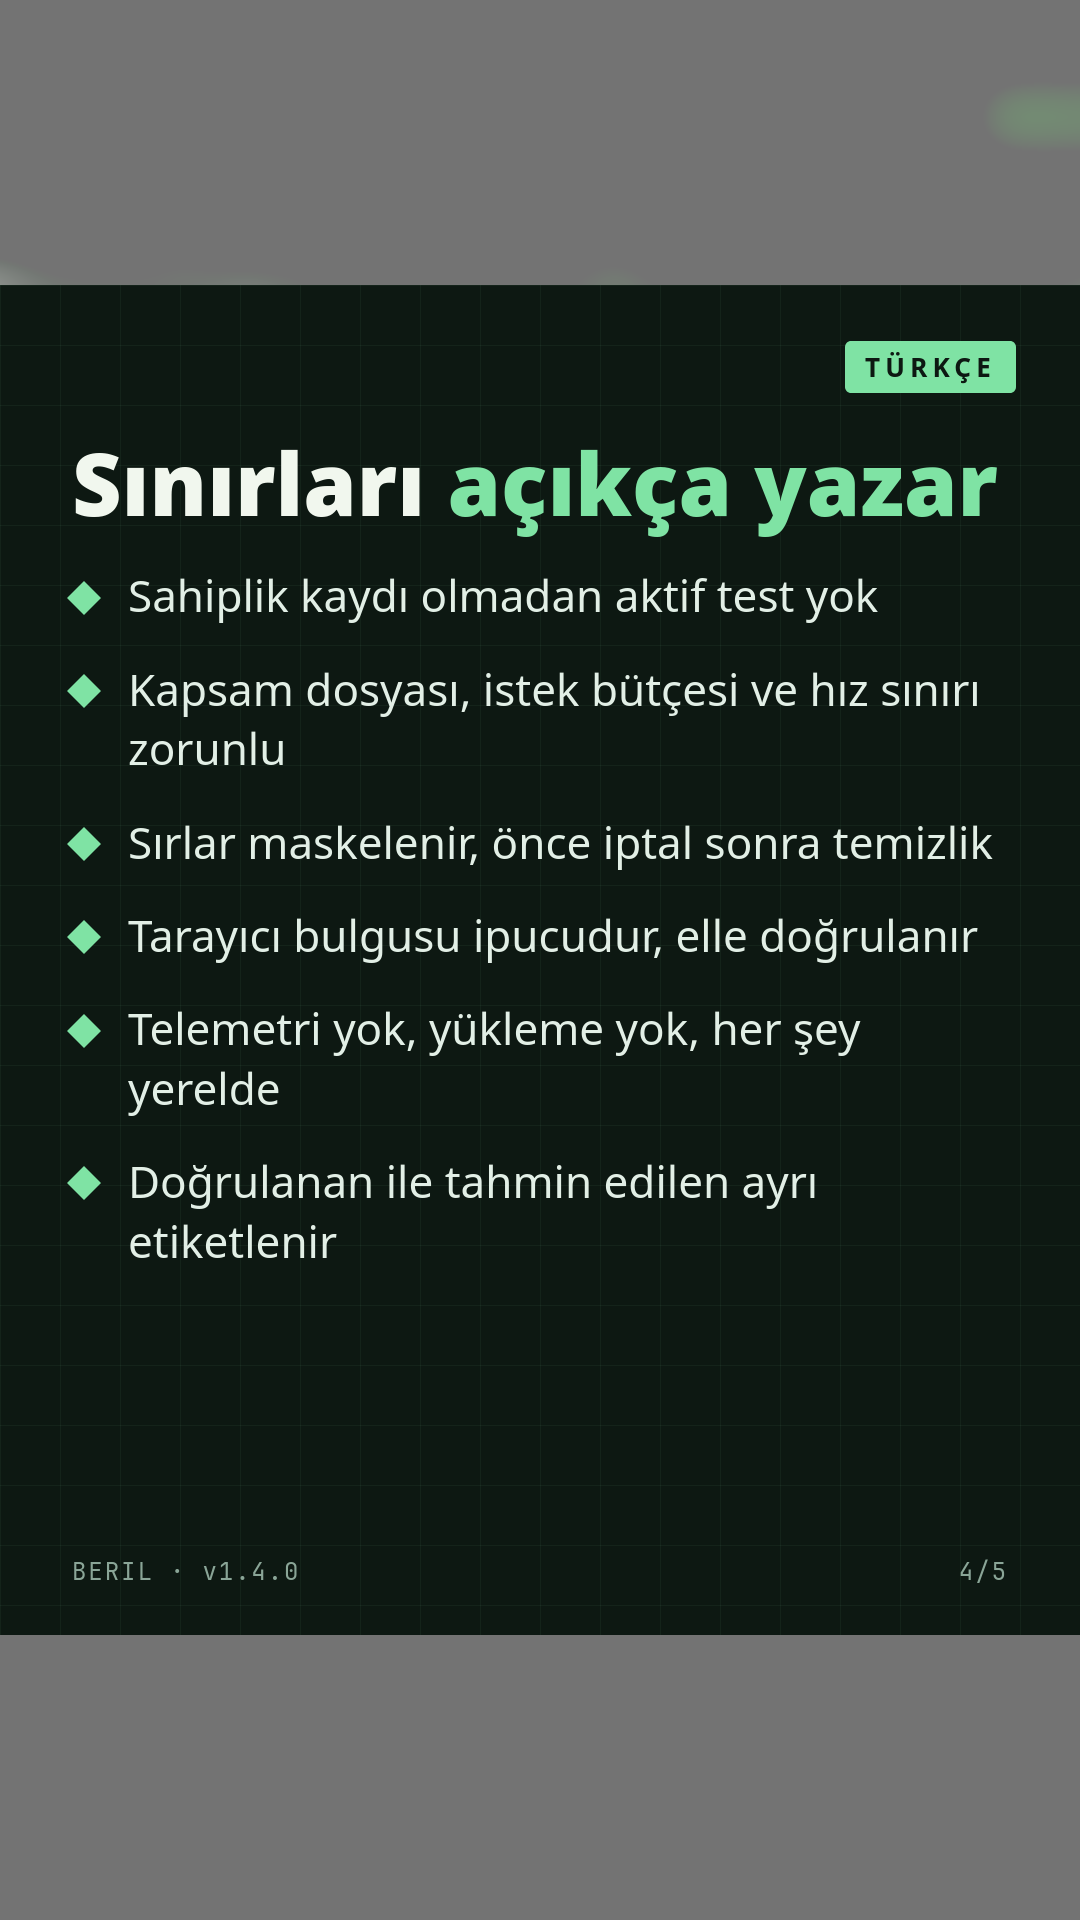 TÜRKÇE
Sınırları açıkça yazar
Sahiplik kaydı olmadan aktif test yok
Kapsam dosyası, istek bütçesi ve hız sınırı
zorunlu
Sırlar maskelenir, önce iptal sonra temizlik
Tarayıcı bulgusu ipucudur, elle doğrulanır
Telemetri yok, yükleme yok, her şey
yerelde
Doğrulanan ile tahmin edilen ayrı
etiketlenir
BERIL · v1.4.0
4/5